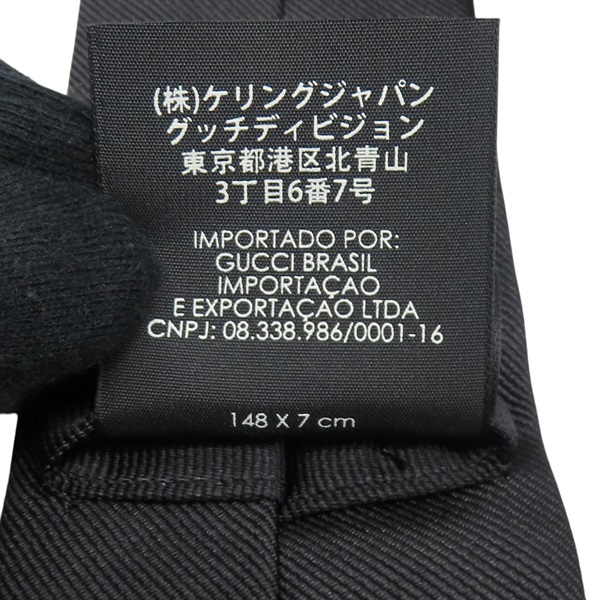 (株)ケリングジャパン
グッチディビジョン
東京都港区北青山
3丁目6番7号
IMPORTADO POR:
GUCCI BRASIL
IMPORTAÇAO
E EXPORTAÇAO LTDA
CNPJ: 08.338.986/0001-16
148 X 7 cm